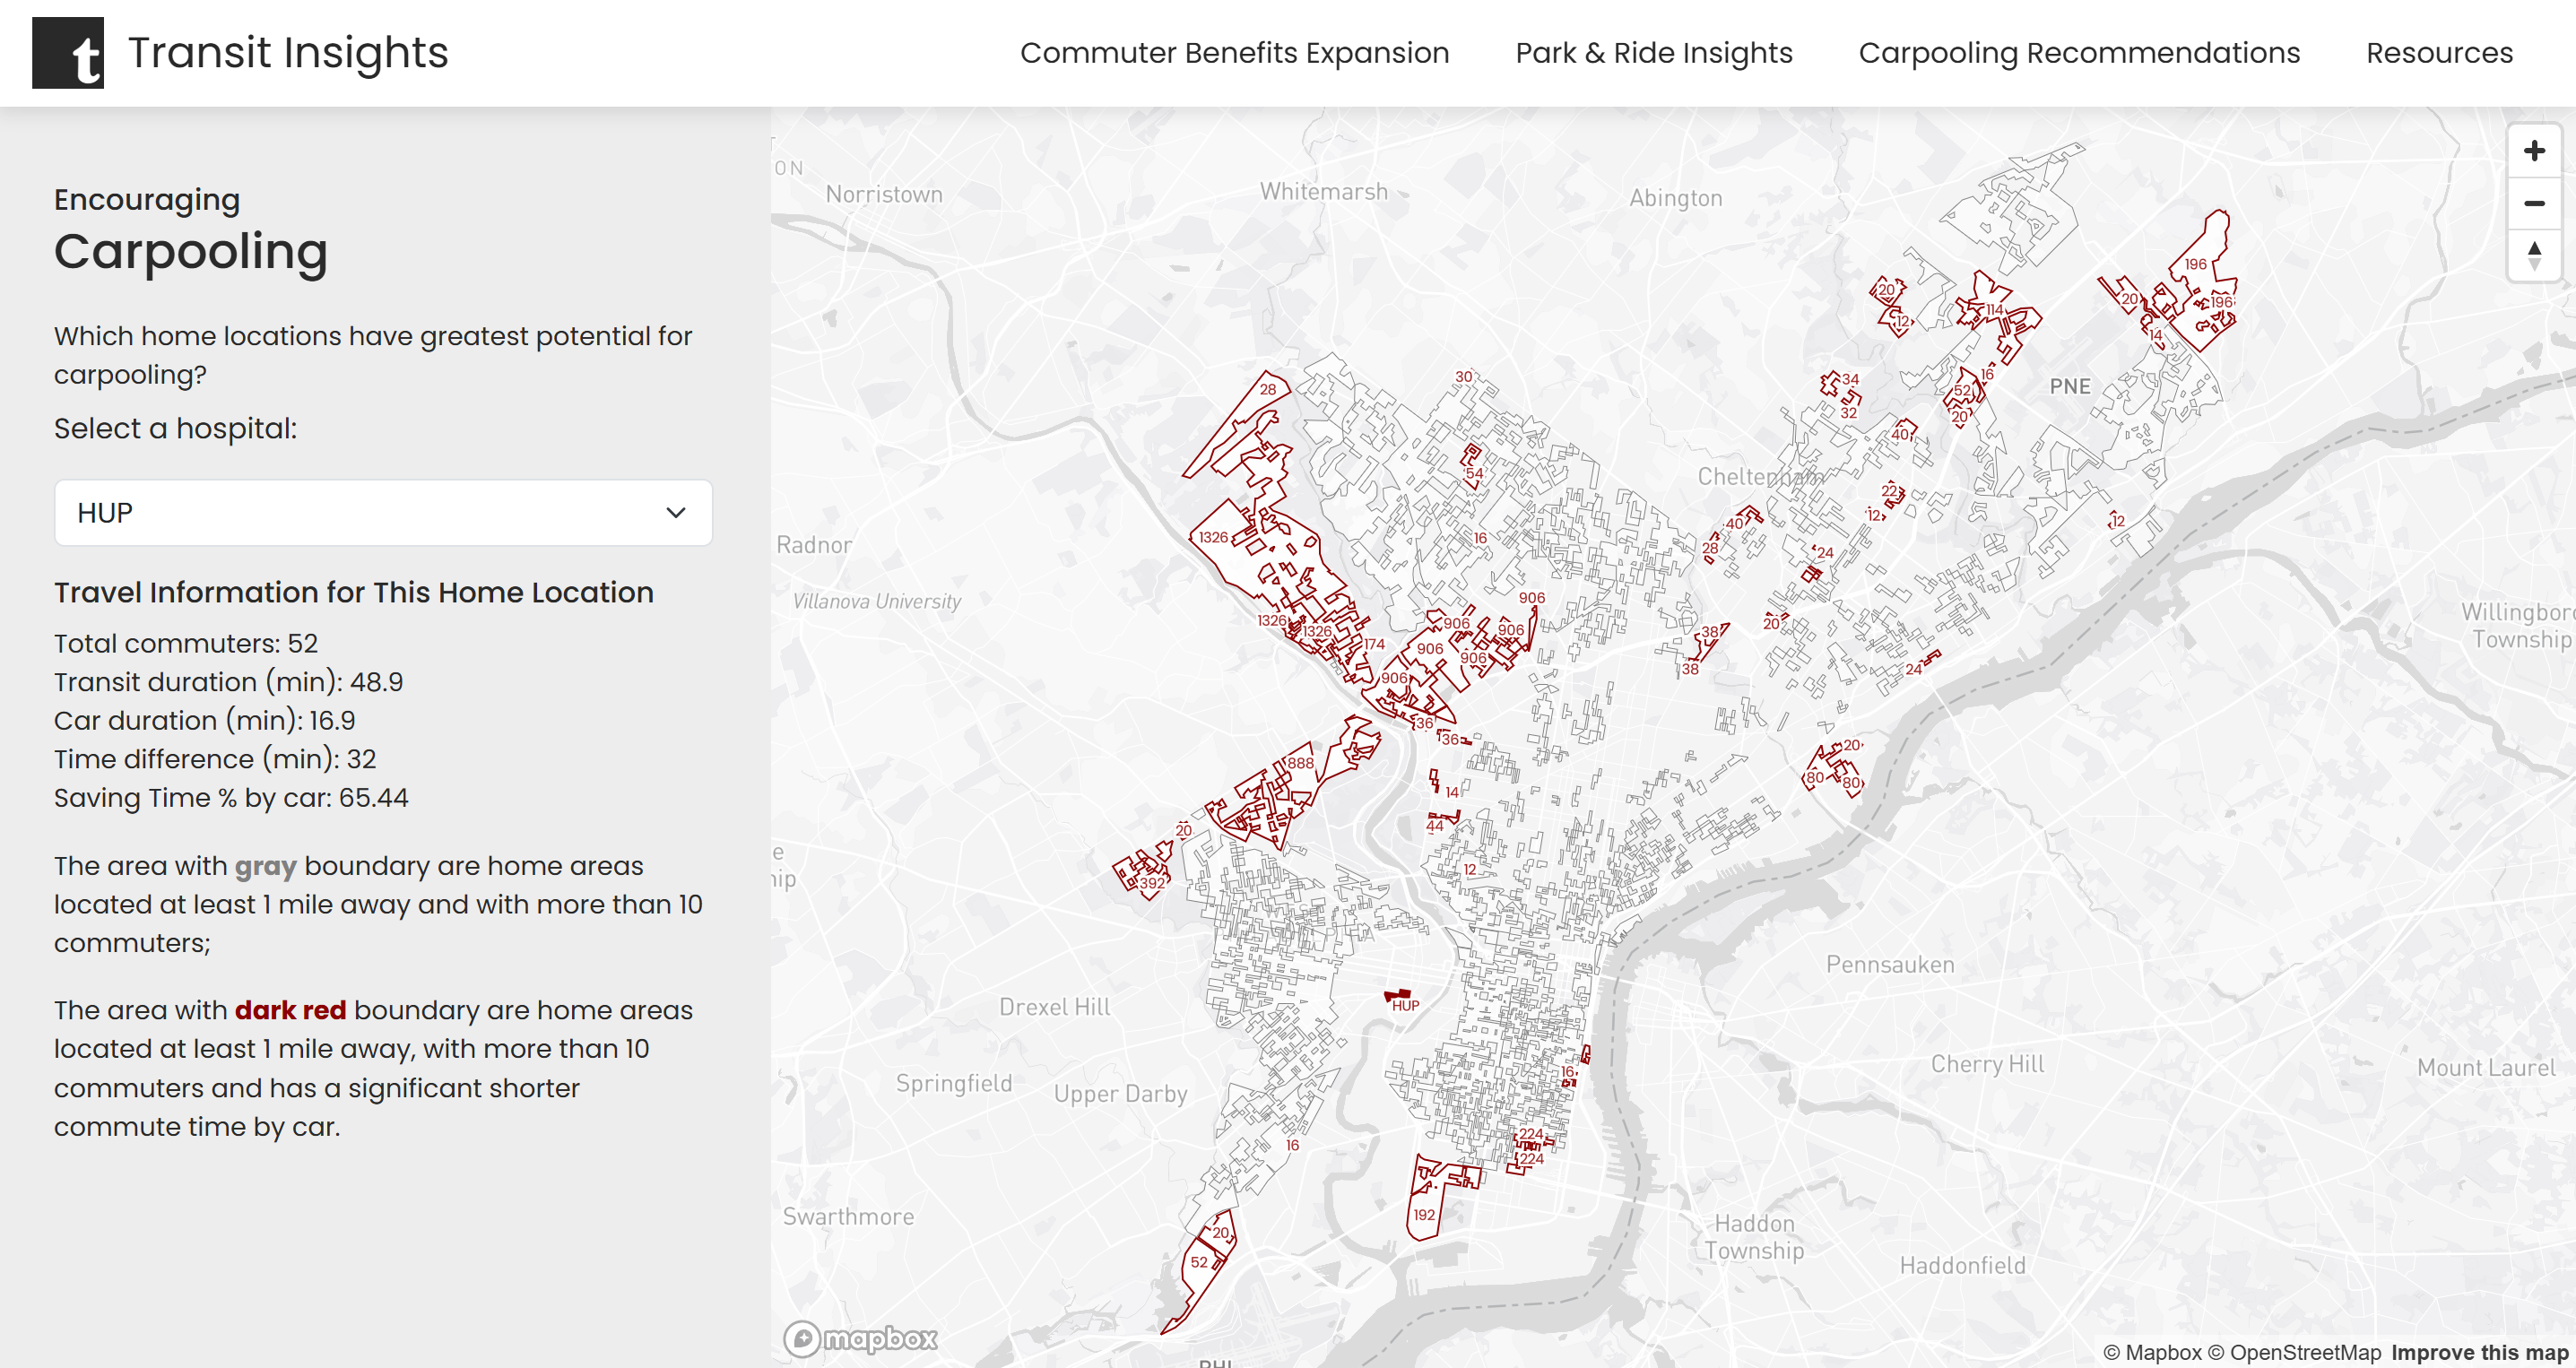 t Transit Insights
Commuter Benefits Expansion Park & Ride Insights Carpooling Recommendations Resources
Encouraging
Carpooling
Which home locations have greatest potential for
carpooling?
Select a hospital:
HUP
Travel Information for This Home Location
Total commuters: 52
Transit duration (min): 48.9
Car duration (min): 16.9
Time difference (min): 32
Saving Time % by car: 65.44
The area with gray boundary are home areas
located at least 1 mile away and with more than 10
commuters;
The area with dark red boundary are home areas
located at least 1 mile away, with more than 10
commuters and has a significant shorter
commute time by car.
ON
Norristown
Whitemarsh
Abington
196
20
114
20
196
12
14
28
30
34
16
PNE
52
32
20
40
54
Cheltenham
22
1326
16
40
12
12
Radnor
28
24
Villanova University
906
Willingboro
Township
1326
1326
906
906
38
20
174
906
906
38
24
906
36
36
20
888
80
80
14
20
44
12
392
Pennsauken
HUP
Drexel Hill
Cherry Hill
Mount Laurel
16
Springfield
Upper Darby
224
16
224
192
Swarthmore
20
Haddon
Township
52
Haddonfield
mapbox
PHL
© Mapbox © OpenStreetMap Improve this map